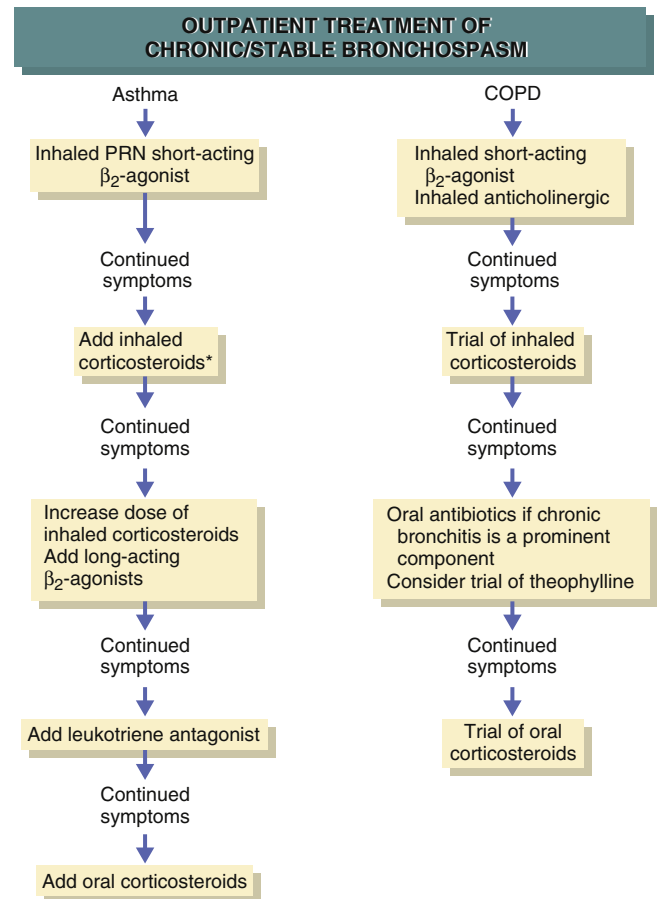 OUTPATIENT TREATMENT OF
CHRONIC/STABLE BRONCHOSPASM
Asthma
Inhaled PRN short-acting
β₂-agonist
Continued
symptoms
Add inhaled
corticosteroids*
Continued
symptoms
Increase dose of
inhaled corticosteroids
Add long-acting
β₂-agonists
Continued
symptoms
Add leukotriene antagonist
Continued
symptoms
Add oral corticosteroids
COPD
Inhaled short-acting
β₂-agonist
Inhaled anticholinergic
Continued
symptoms
Trial of inhaled
corticosteroids
Continued
symptoms
Oral antibiotics if chronic
bronchitis is a prominent
component
Consider trial of theophylline
Continued
symptoms
Trial of oral
corticosteroids